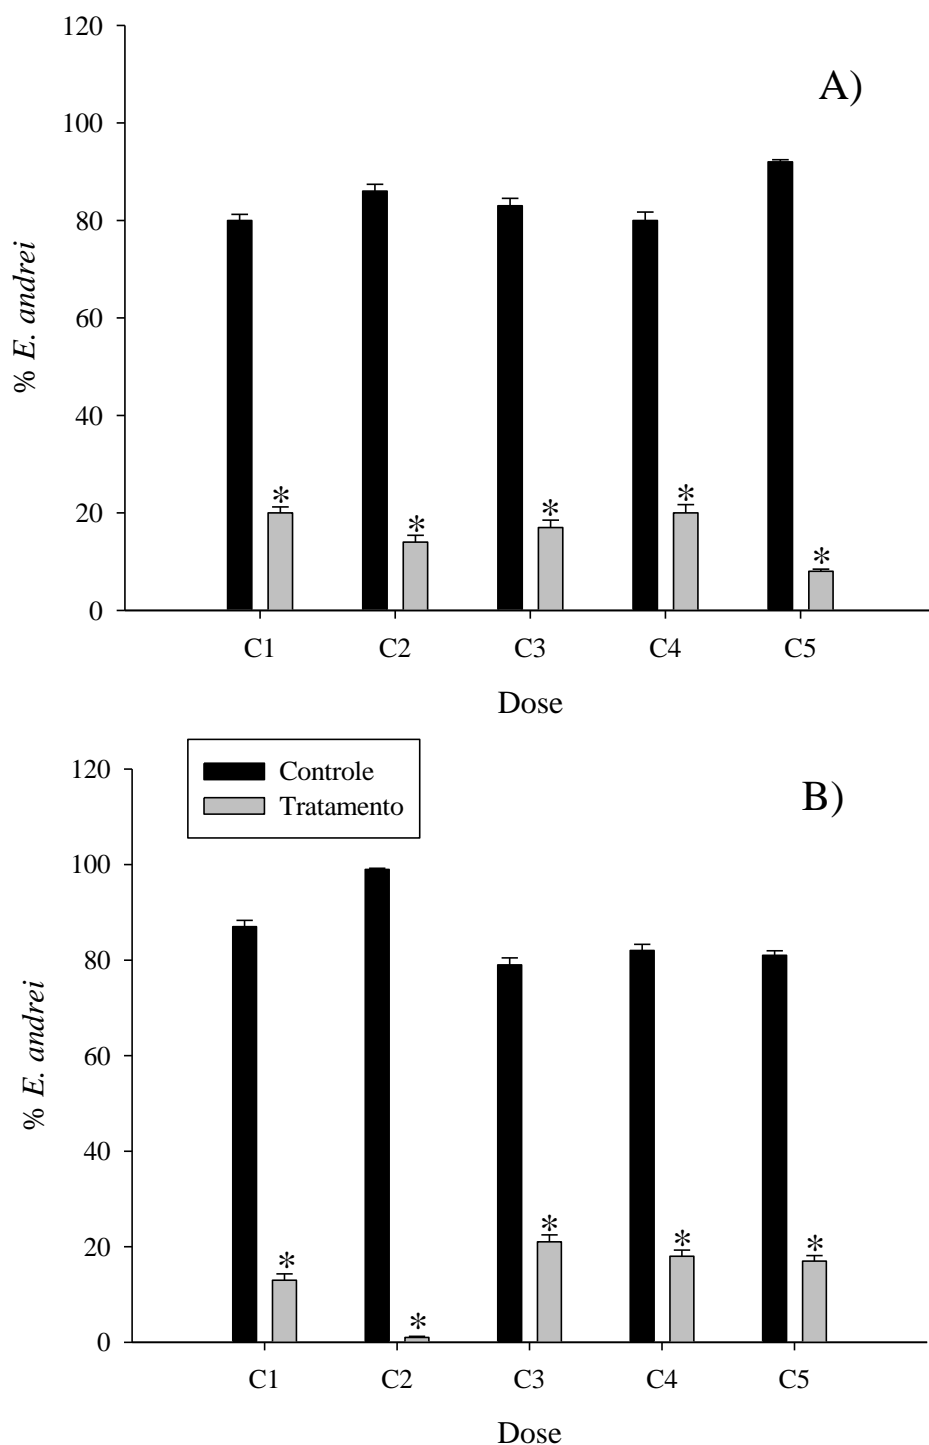 120
A)
100
80
60
40
20
0
% E. andrei
* * * * *
C1 C2 C3 C4 C5
Dose
Controle
Tratamento
120
B)
100
80
60
40
20
0
% E. andrei
* * * * *
C1 C2 C3 C4 C5
Dose